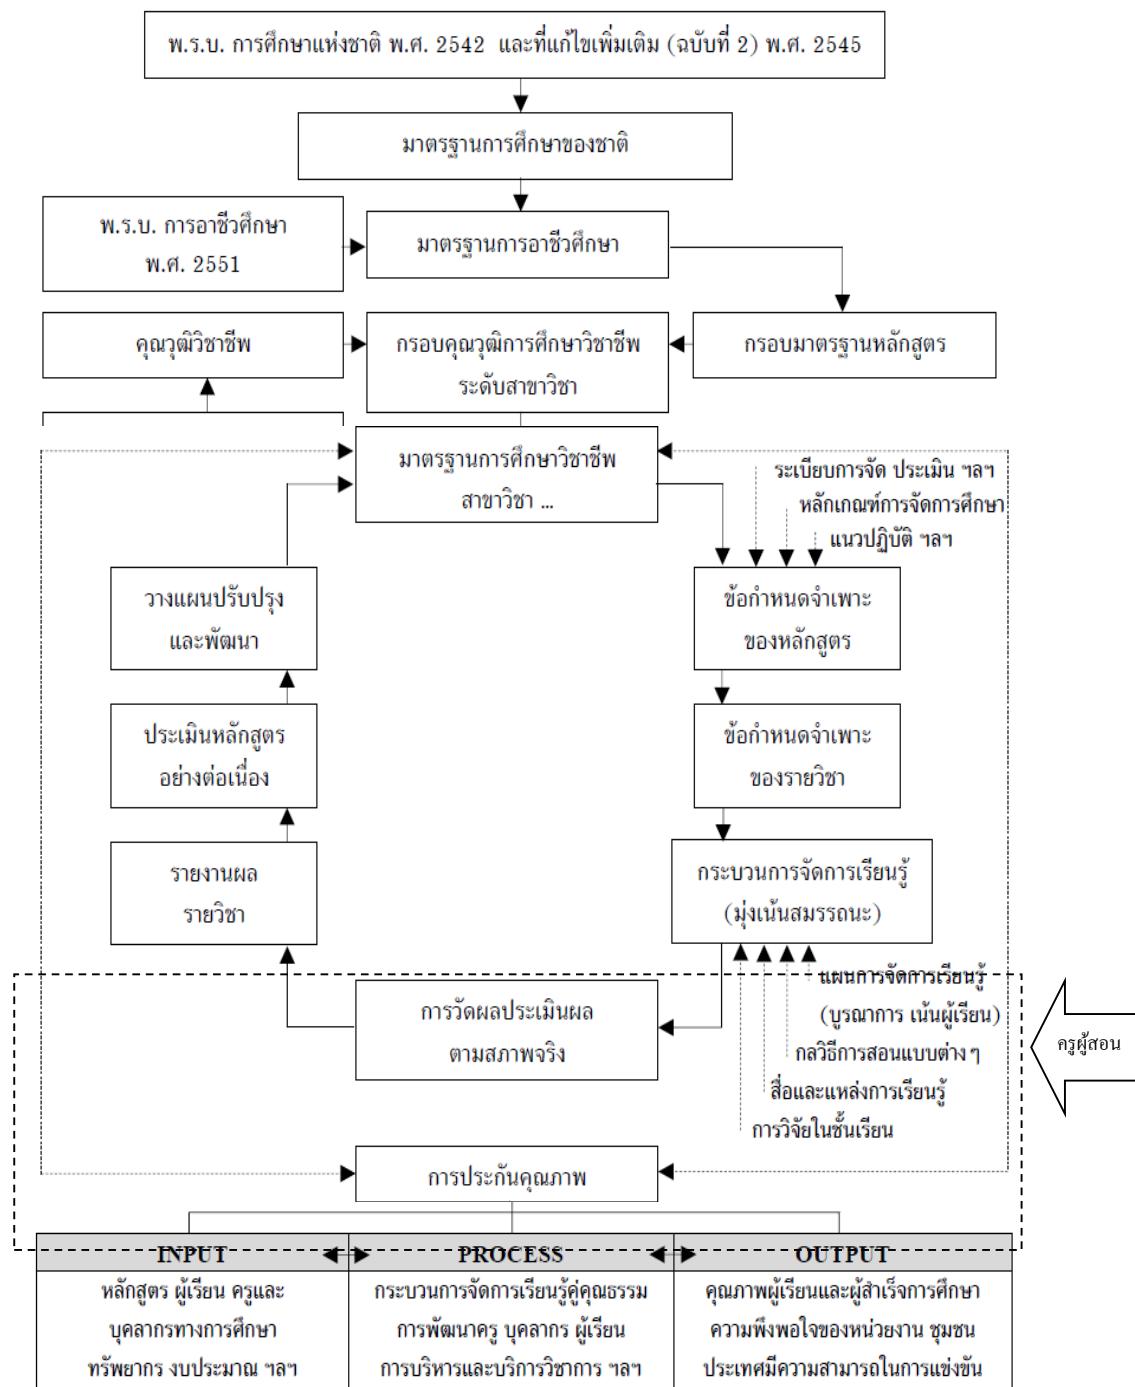 พ.ร.บ. การศึกษาแห่งชาติ พ.ศ. 2542 และที่แก้ไขเพิ่มเติม (ฉบับที่ 2) พ.ศ. 2545
มาตรฐานการศึกษาของชาติ
พ.ร.บ. การอาชีวศึกษา
พ.ศ. 2551
มาตรฐานการอาชีวศึกษา
คุณวุฒิวิชาชีพ
กรอบคุณวุฒิการศึกษาวิชาชีพ
ระดับสาขาวิชา
กรอบมาตรฐานหลักสูตร
มาตรฐานการศึกษาวิชาชีพ
สาขาวิชา ...
ระเบียบการจัด ประเมิน ฯลฯ
หลักเกณฑ์การจัดการศึกษา
แนวปฏิบัติ ฯลฯ
วางแผนปรับปรุง
และพัฒนา
ข้อกำหนดจำเพาะ
ของหลักสูตร
ประเมินหลักสูตร
อย่างต่อเนื่อง
ข้อกำหนดจำเพาะ
ของรายวิชา
รายงานผล
รายวิชา
กระบวนการจัดการเรียนรู้
(มุ่งเน้นสมรรถนะ)
การวัดผลประเมินผล
ตามสภาพจริง
แผนการจัดการเรียนรู้
(บูรณาการ เน้นผู้เรียน)
กลวิธีการสอนแบบต่างๆ
สื่อและแหล่งการเรียนรู้
การวิจัยในชั้นเรียน
ครูผู้สอน
การประกันคุณภาพ
INPUT
PROCESS
OUTPUT
หลักสูตร ผู้เรียน ครูและ
บุคลากรทางการศึกษา
ทรัพยากร งบประมาณ ฯลฯ
กระบวนการจัดการเรียนรู้คู่คุณธรรม
การพัฒนาครู บุคลากร ผู้เรียน
การบริหารและบริการวิชาการ ฯลฯ
คุณภาพผู้เรียนและผู้สำเร็จการศึกษา
ความพึงพอใจของหน่วยงาน ชุมชน
ประเทศมีความสามารถในการแข่งขัน